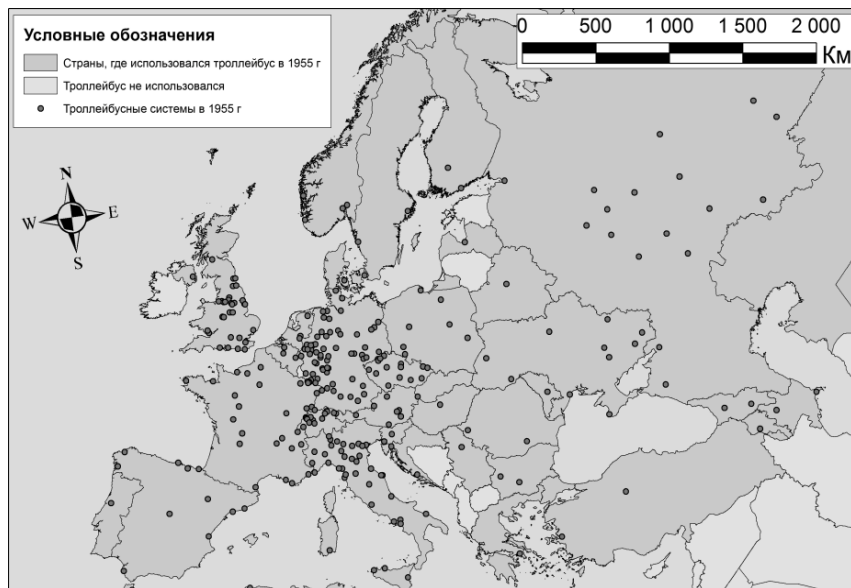 Условные обозначения
Страны, где использовался троллейбус в 1955 г
Троллейбус не использовался
Троллейбусные системы в 1955 г
0 500 1 000 1 500 2 000
Км
N
W E
S